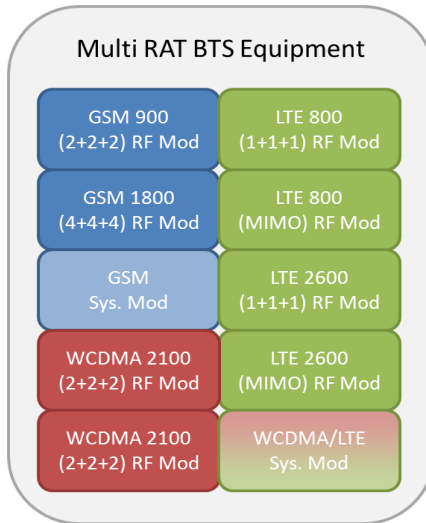 Multi RAT BTS Equipment
GSM 900
(2+2+2) RF Mod
LTE 800
(1+1+1) RF Mod
GSM 1800
(4+4+4) RF Mod
LTE 800
(MIMO) RF Mod
GSM
Sys. Mod
LTE 2600
(1+1+1) RF Mod
WCDMA 2100
(2+2+2) RF Mod
LTE 2600
(MIMO) RF Mod
WCDMA 2100
(2+2+2) RF Mod
WCDMA/LTE
Sys. Mod